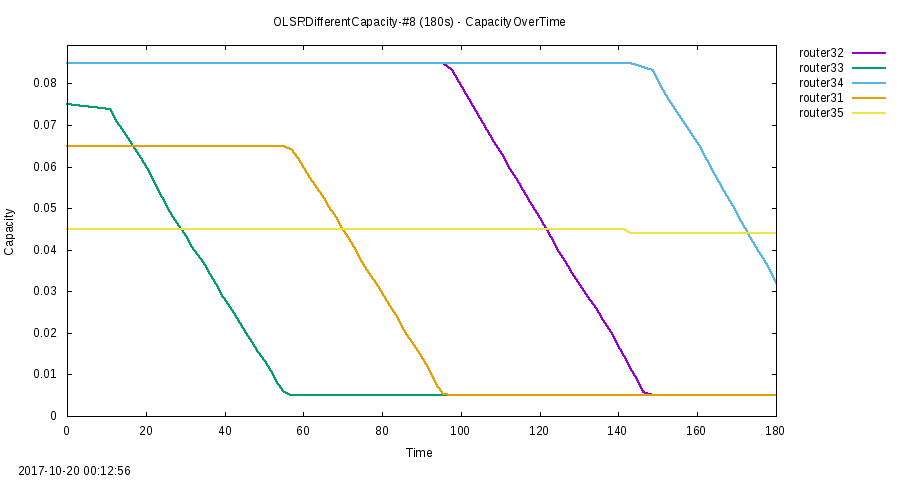 OLSRDifferentCapacity-#8 (180s) - CapacityOverTime
router32
router33
router34
router31
router35
0.08
0.07
0.06
0.05
0.04
0.03
0.02
0.01
0
Capacity
0 20 40 60 80 100 120 140 160 180
Time
2017-10-20 00:12:56